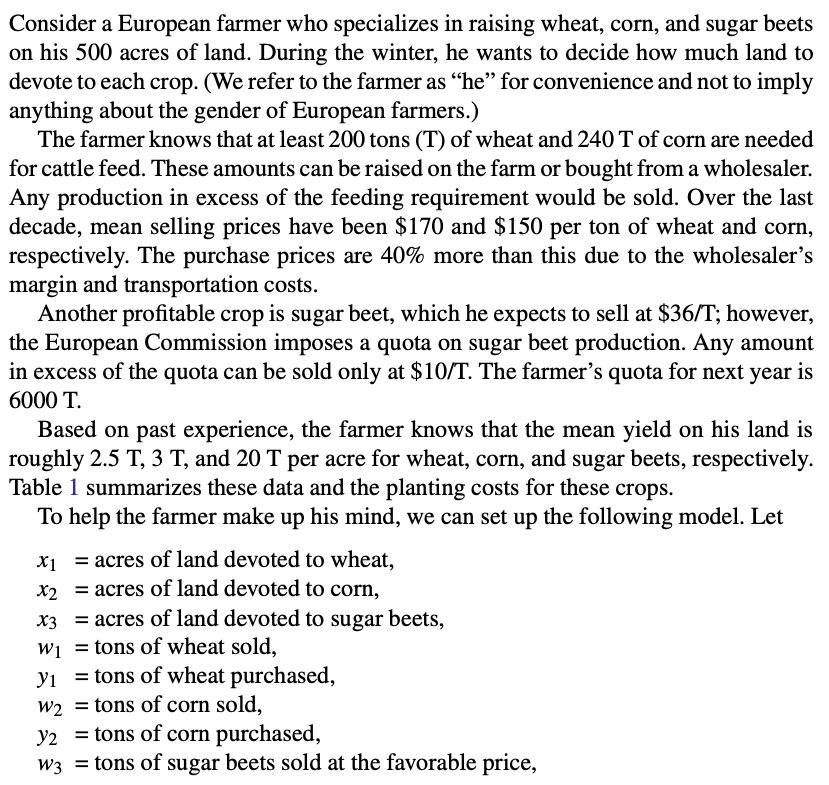 Consider a European farmer who specializes in raising wheat, corn, and sugar beets
on his 500 acres of land. During the winter, he wants to decide how much land to
devote to each crop. (We refer to the farmer as “he” for convenience and not to imply
anything about the gender of European farmers.)
The farmer knows that at least 200 tons (T) of wheat and 240 T of corn are needed
for cattle feed. These amounts can be raised on the farm or bought from a wholesaler.
Any production in excess of the feeding requirement would be sold. Over the last
decade, mean selling prices have been $170 and $150 per ton of wheat and corn,
respectively. The purchase prices are 40% more than this due to the wholesaler’s
margin and transportation costs.
Another profitable crop is sugar beet, which he expects to sell at $36/T; however,
the European Commission imposes a quota on sugar beet production. Any amount
in excess of the quota can be sold only at $10/T. The farmer’s quota for next year is
6000 T.
Based on past experience, the farmer knows that the mean yield on his land is
roughly 2.5 T, 3 T, and 20 T per acre for wheat, corn, and sugar beets, respectively.
Table 1 summarizes these data and the planting costs for these crops.
To help the farmer make up his mind, we can set up the following model. Let
x₁ = acres of land devoted to wheat,
x₂ = acres of land devoted to corn,
x₃ = acres of land devoted to sugar beets,
w₁ = tons of wheat sold,
y₁ = tons of wheat purchased,
w₂ = tons of corn sold,
y₂ = tons of corn purchased,
w₃ = tons of sugar beets sold at the favorable price,